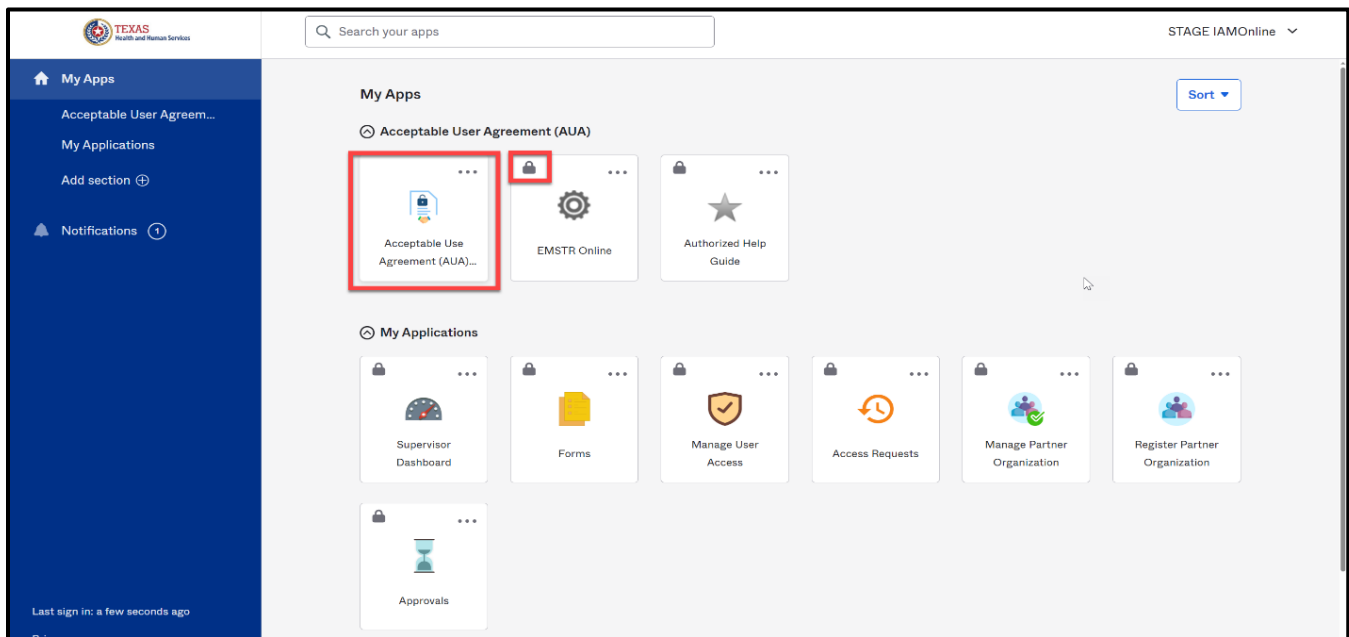 TEXAS
Health and Human Services
Search your apps
STAGE IAMOnline
My Apps
Acceptable User Agreem...
My Applications
Add section
Notifications 1
Last sign in: a few seconds ago
My Apps
Sort
Acceptable User Agreement (AUA)
Acceptable Use
Agreement (AUA)...
EMSTR Online
Authorized Help
Guide
My Applications
Supervisor
Dashboard
Forms
Manage User
Access
Access Requests
Manage Partner
Organization
Register Partner
Organization
Approvals